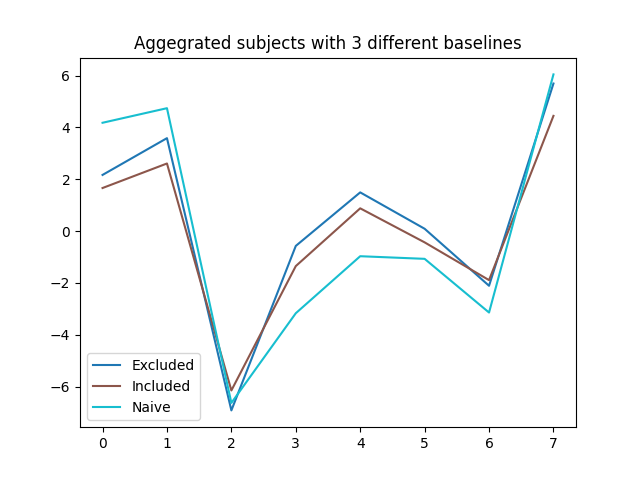 Aggegrated subjects with 3 different baselines
6
4
2
0
−2
−4
−6
Excluded
Included
Naive
0 1 2 3 4 5 6 7